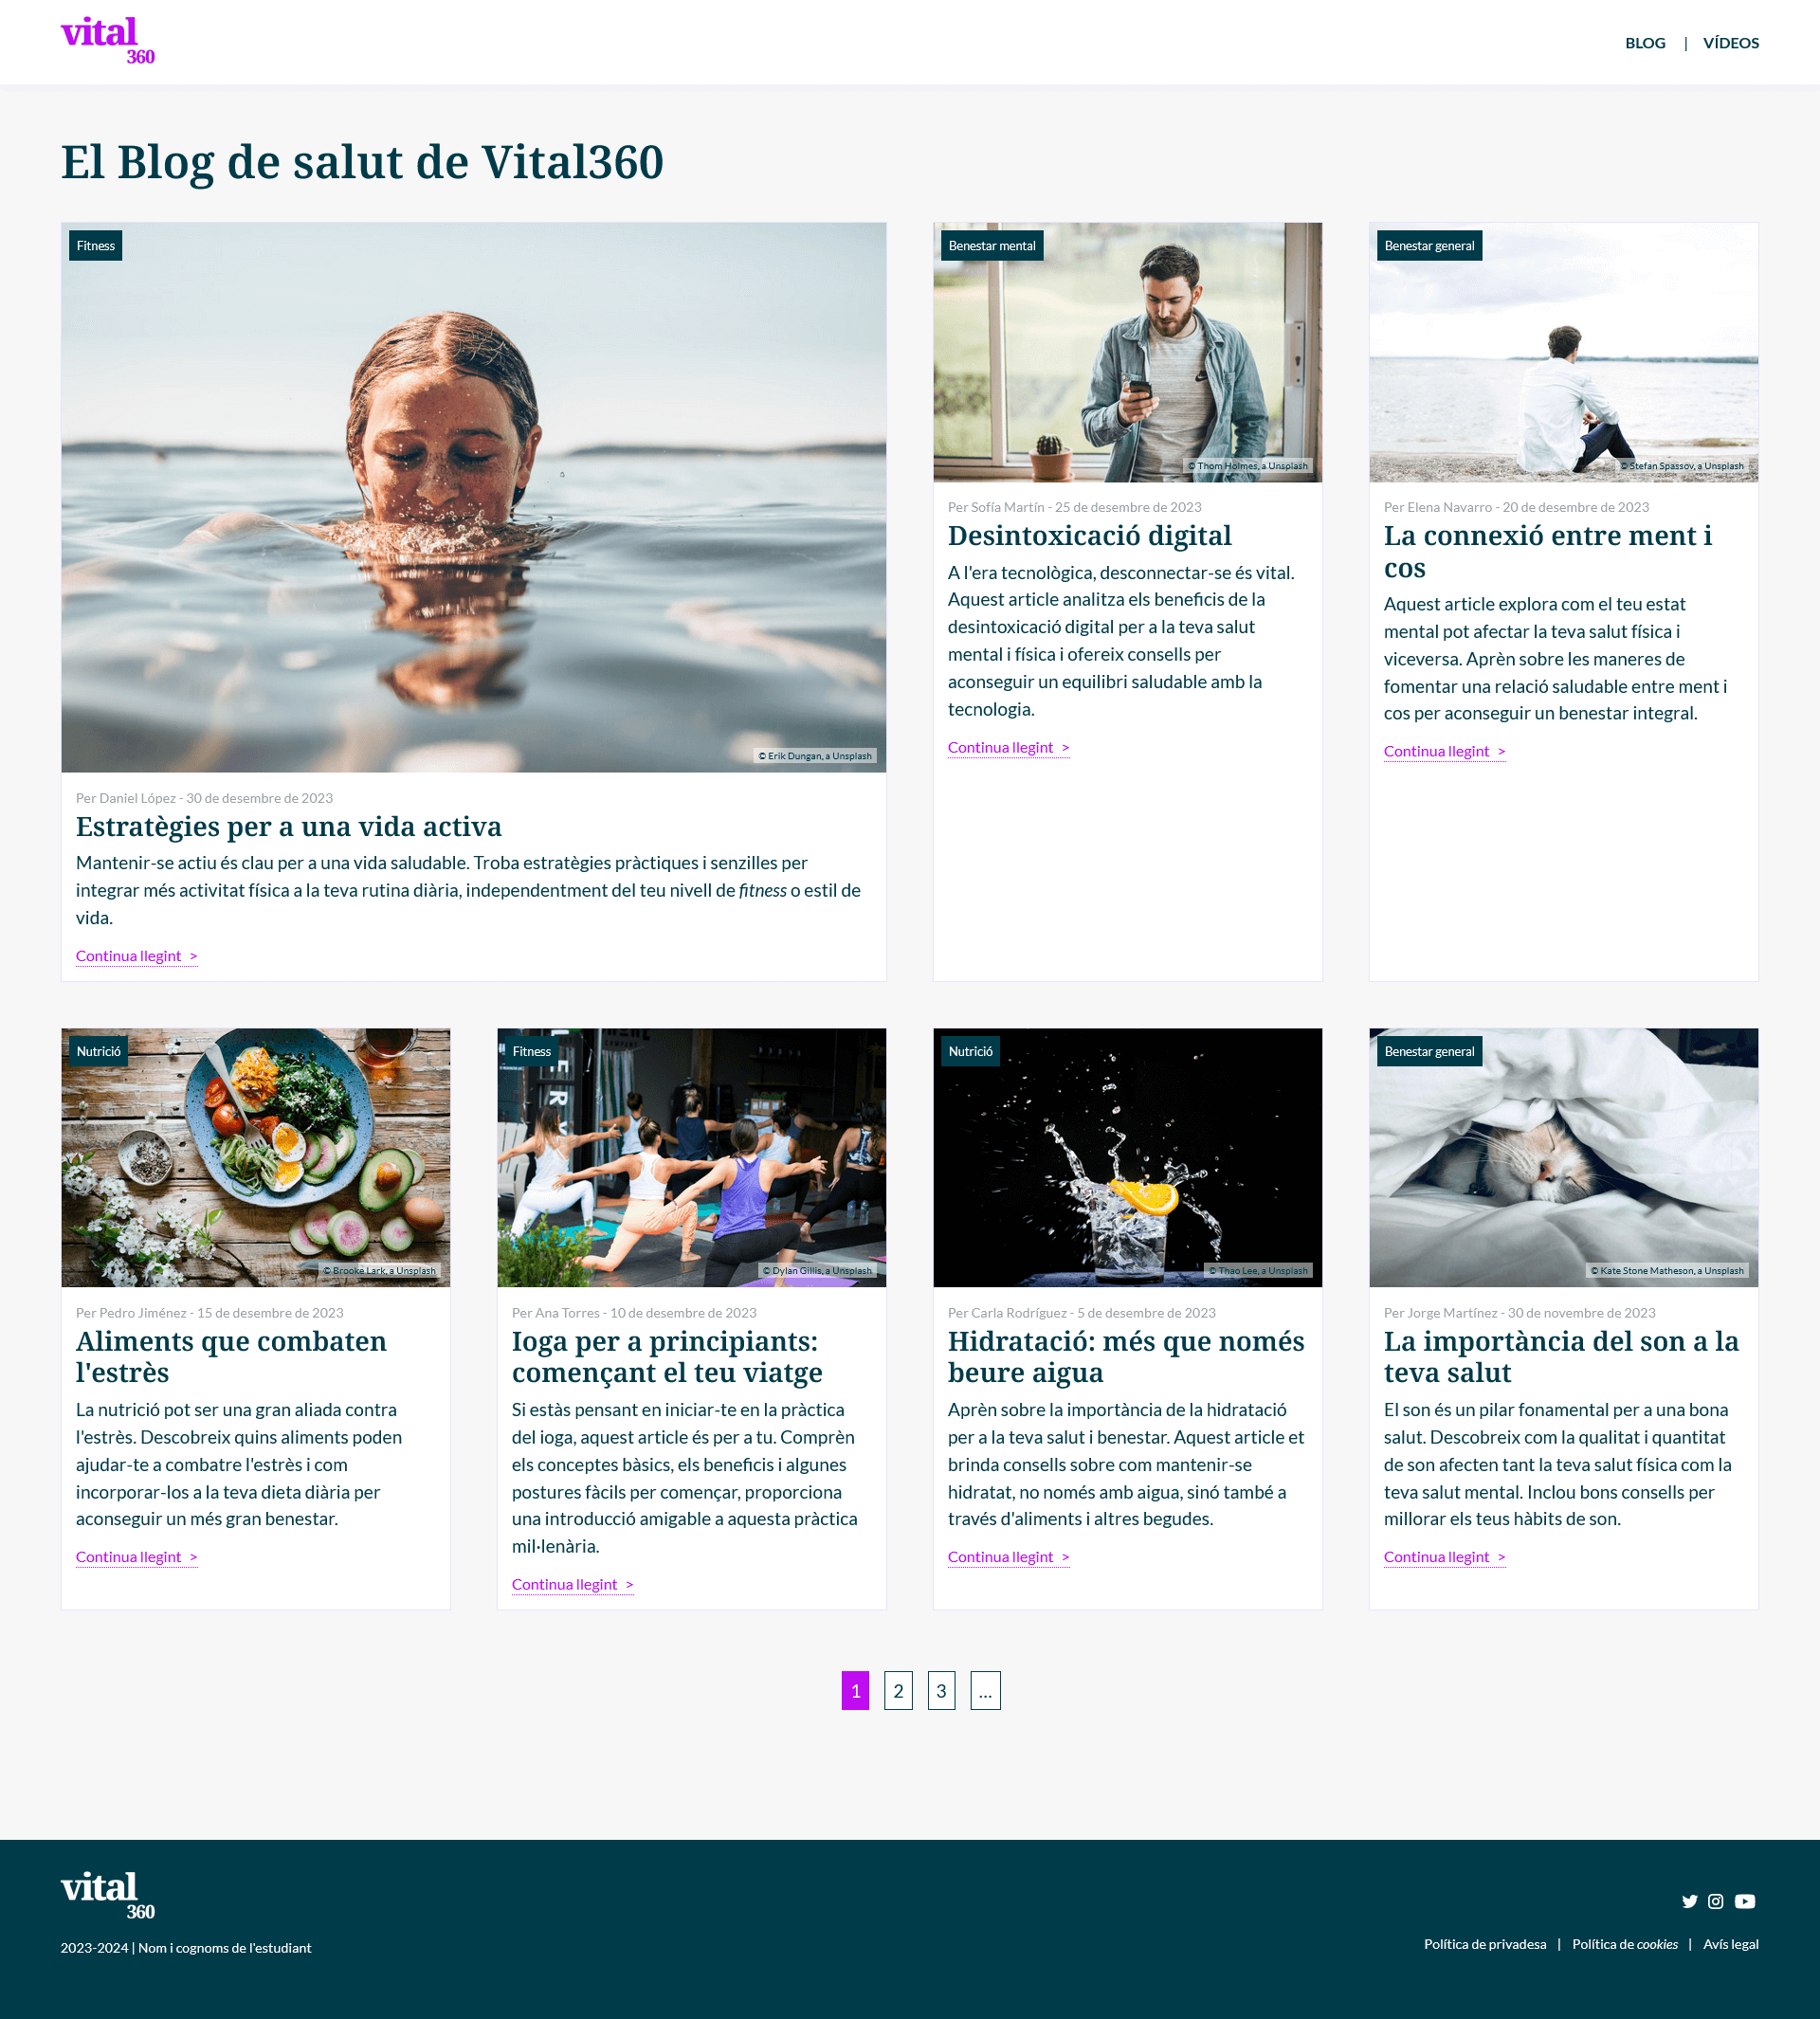 vital
360
BLOG | VÍDEOS
El Blog de salut de Vital360
Fitness
© Erik Dungan, a Unsplash
Per Daniel López - 30 de desembre de 2023
Estratègies per a una vida activa
Mantenir-se actiu és clau per a una vida saludable. Troba estratègies pràctiques i senzilles per
integrar més activitat física a la teva rutina diària, independentment del teu nivell de fitness o estil de
vida.
Continua llegint >
Benestar mental
© Thom Holmes, a Unsplash
Per Sofía Martín - 25 de desembre de 2023
Desintoxicació digital
A l'era tecnològica, desconnectar-se és vital.
Aquest article analitza els beneficis de la
desintoxicació digital per a la teva salut
mental i física i ofereix consells per
aconseguir un equilibri saludable amb la
tecnologia.
Continua llegint >
Benestar general
© Stefan Spassov, a Unsplash
Per Elena Navarro - 20 de desembre de 2023
La connexió entre ment i
cos
Aquest article explora com el teu estat
mental pot afectar la teva salut física i
viceversa. Aprèn sobre les maneres de
fomentar una relació saludable entre ment i
cos per aconseguir un benestar integral.
Continua llegint >
Nutrició
© Brooke Lark, a Unsplash
Per Pedro Jiménez - 15 de desembre de 2023
Aliments que combaten
l'estrès
La nutrició pot ser una gran aliada contra
l'estrès. Descobreix quins aliments poden
ajudar-te a combatre l'estrès i com
incorporar-los a la teva dieta diària per
aconseguir un més gran benestar.
Continua llegint >
Fitness
© Dylan Gillis, a Unsplash
Per Ana Torres - 10 de desembre de 2023
Ioga per a principiants:
començant el teu viatge
Si estàs pensant en iniciar-te en la pràctica
del ioga, aquest article és per a tu. Comprèn
els conceptes bàsics, els beneficis i algunes
postures fàcils per començar, proporciona
una introducció amigable a aquesta pràctica
mil·lenària.
Continua llegint >
Nutrició
© Thao Lee, a Unsplash
Per Carla Rodríguez - 5 de desembre de 2023
Hidratació: més que només
beure aigua
Aprèn sobre la importància de la hidratació
per a la teva salut i benestar. Aquest article et
brinda consells sobre com mantenir-se
hidratat, no només amb aigua, sinó també a
través d'aliments i altres begudes.
Continua llegint >
Benestar general
© Kate Stone Matheson, a Unsplash
Per Jorge Martínez - 30 de novembre de 2023
La importància del son a la
teva salut
El son és un pilar fonamental per a una bona
salut. Descobreix com la qualitat i quantitat
de son afecten tant la teva salut física com la
teva salut mental. Inclou bons consells per
millorar els teus hàbits de son.
Continua llegint >
1 2 3 ...
vital
360
2023-2024 | Nom i cognoms de l'estudiant
Política de privadesa | Política de cookies | Avís legal